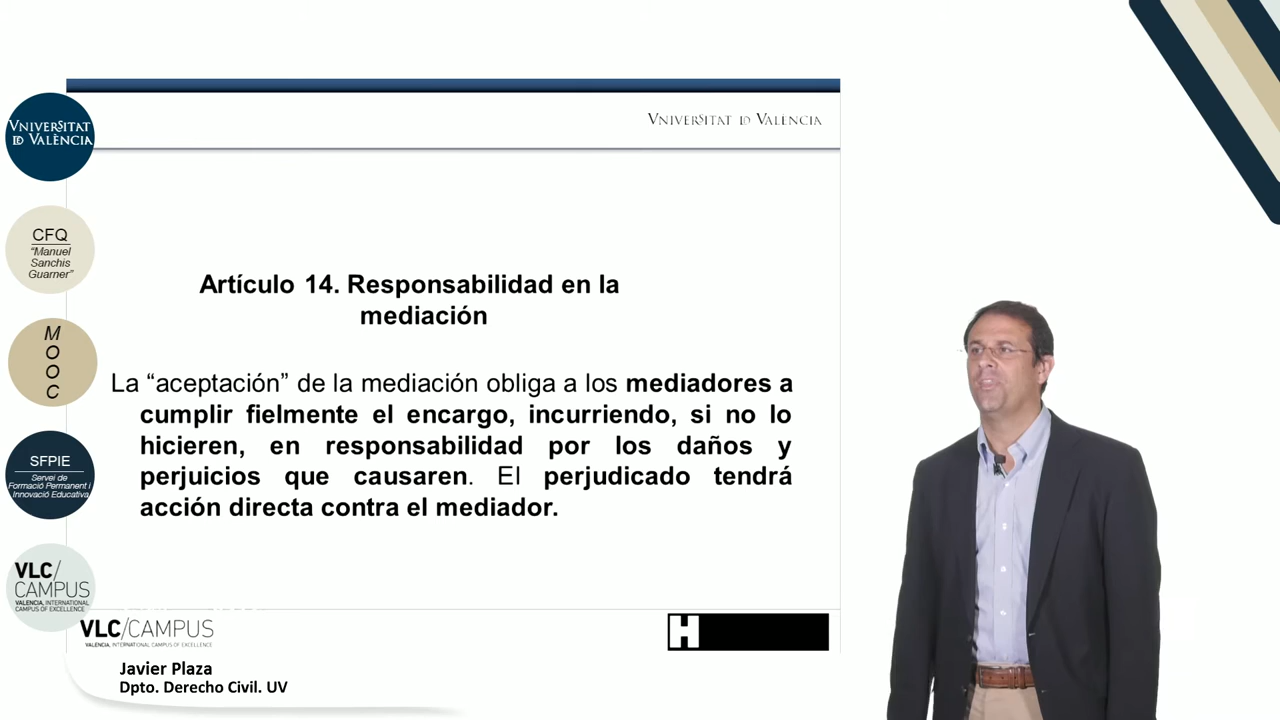 VNIVERSITAT DE VALÈNCIA
VNIVERSITAT
DE VALÈNCIA
CFQ
“Manuel
Sanchis
Guarner”
M
O
O
C
Artículo 14. Responsabilidad en la
mediación
La “aceptación” de la mediación obliga a los mediadores a
cumplir fielmente el encargo, incurriendo, si no lo
hicieren, en responsabilidad por los daños y
perjuicios que causaren. El perjudicado tendrá
acción directa contra el mediador.
SFPIE
Servei de
Formació Permanent i
Innovació Educativa
VLC/
CAMPUS
VALENCIA, INTERNATIONAL
CAMPUS OF EXCELLENCE
VLC/CAMPUS
VALENCIA, INTERNATIONAL CAMPUS OF EXCELLENCE
H
Javier Plaza
Dpto. Derecho Civil. UV